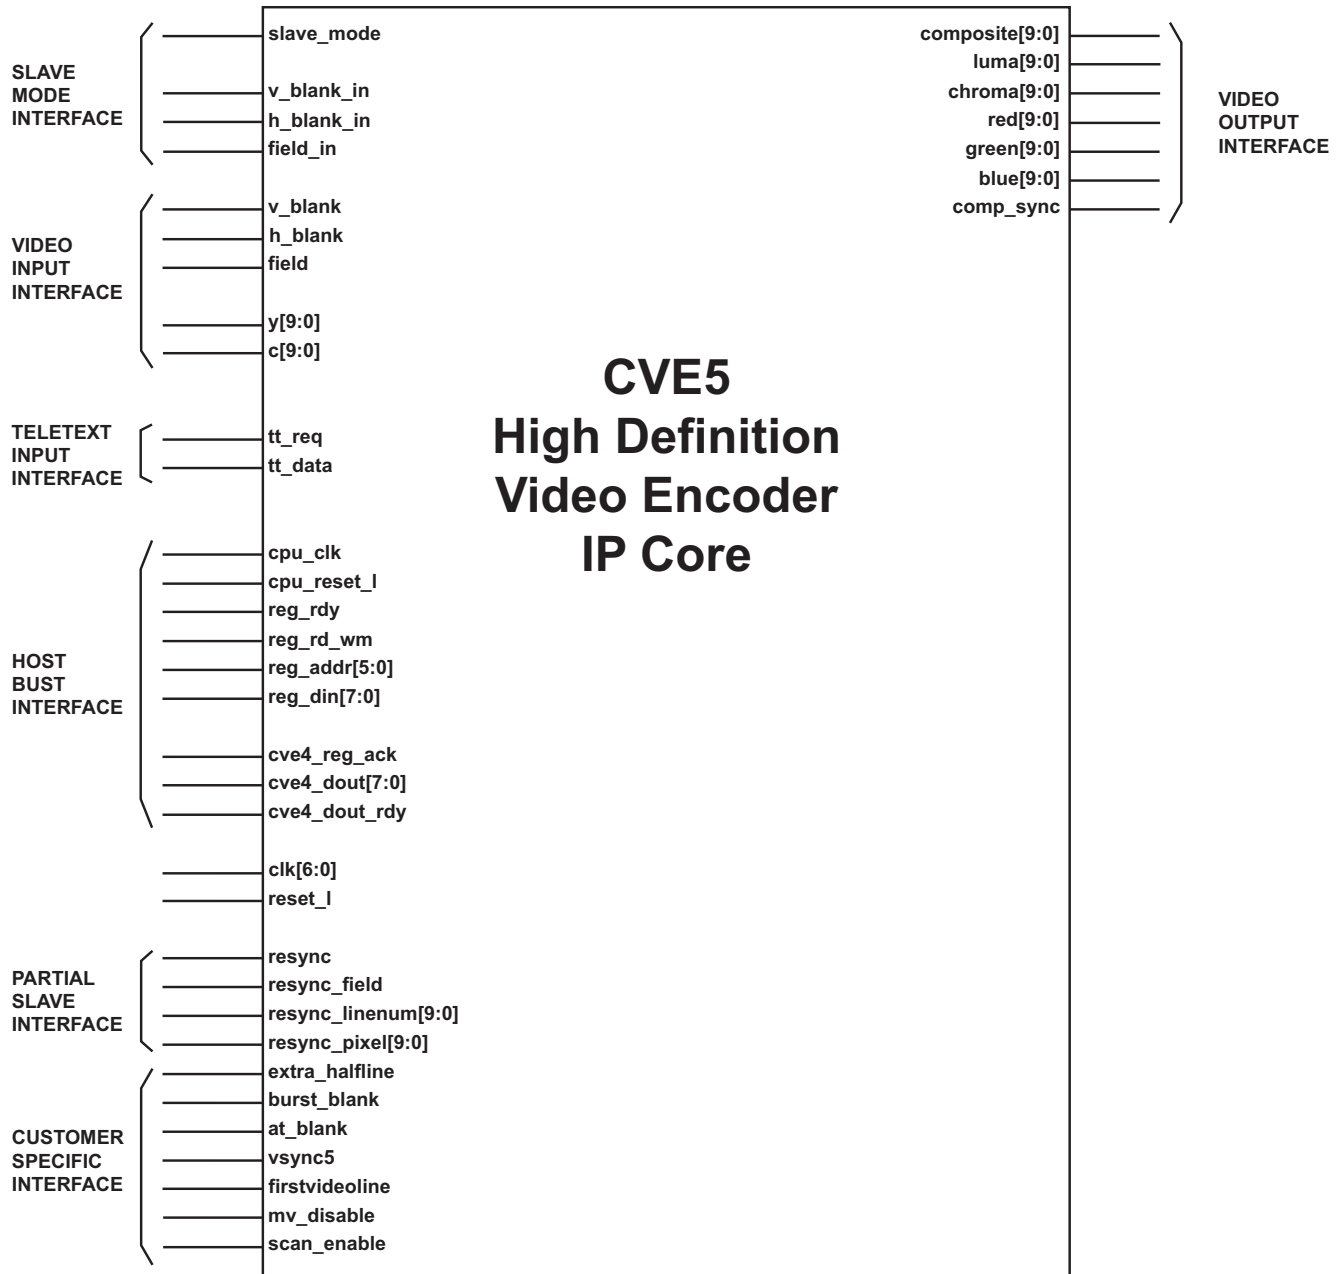 SLAVE
MODE
INTERFACE
slave_mode
v_blank_in
h_blank_in
field_in
VIDEO
INPUT
INTERFACE
v_blank
h_blank
field
y[9:0]
c[9:0]
TELETEXT
INPUT
INTERFACE
tt_req
tt_data
HOST
BUST
INTERFACE
cpu_clk
cpu_reset_l
reg_rdy
reg_rd_wm
reg_addr[5:0]
reg_din[7:0]
cve4_reg_ack
cve4_dout[7:0]
cve4_dout_rdy
clk[6:0]
reset_l
PARTIAL
SLAVE
INTERFACE
resync
resync_field
resync_linenum[9:0]
resync_pixel[9:0]
CUSTOMER
SPECIFIC
INTERFACE
extra_halfline
burst_blank
at_blank
vsync5
firstvideoline
mv_disable
scan_enable
CVE5
High Definition
Video Encoder
IP Core
composite[9:0]
luma[9:0]
chroma[9:0]
red[9:0]
green[9:0]
blue[9:0]
comp_sync
VIDEO
OUTPUT
INTERFACE